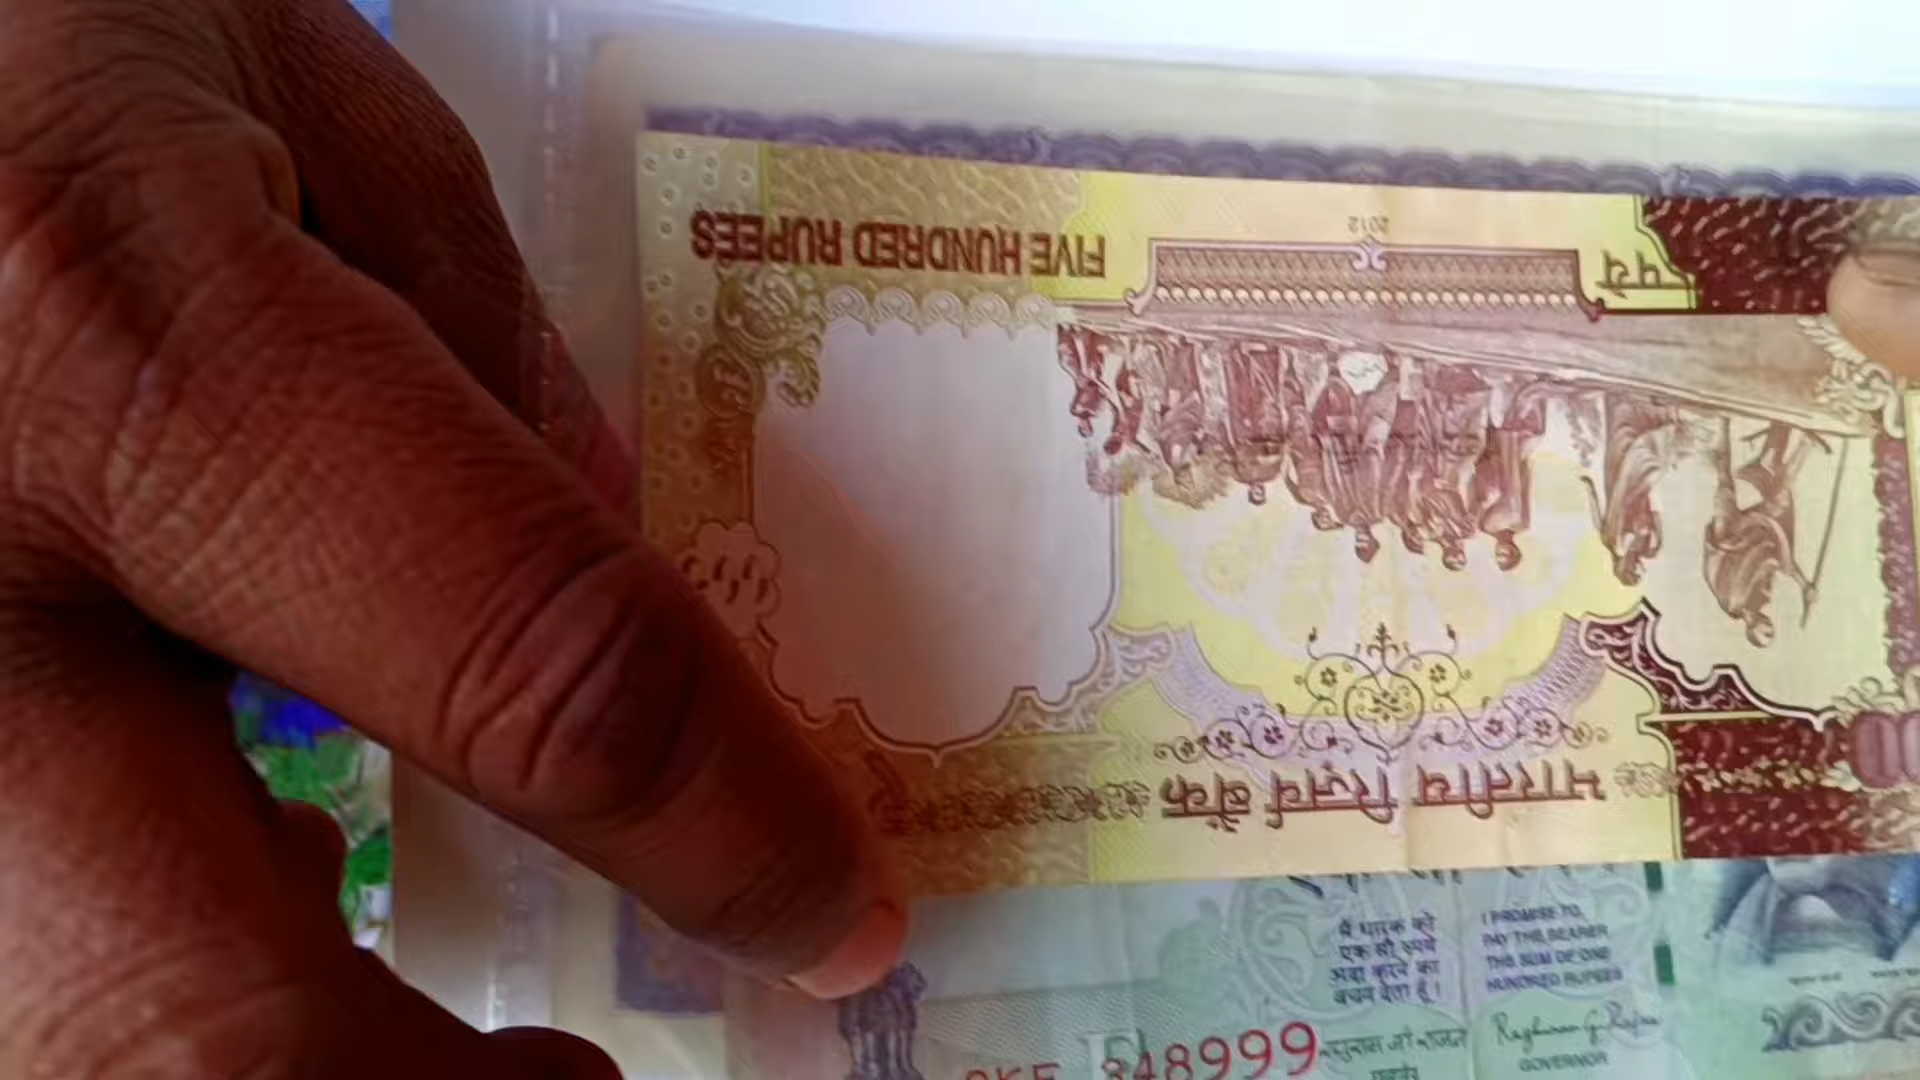 FIVE HUNDRED RUPEES
2012
भारतीय रिज़र्व बैंक
मैं धारक को
एक सौ रुपये
अदा करने का
वचन देता हूँ।
I PROMISE TO
PAY THE BEARER
THE SUM OF ONE
HUNDRED RUPEES
348999
GOVERNOR